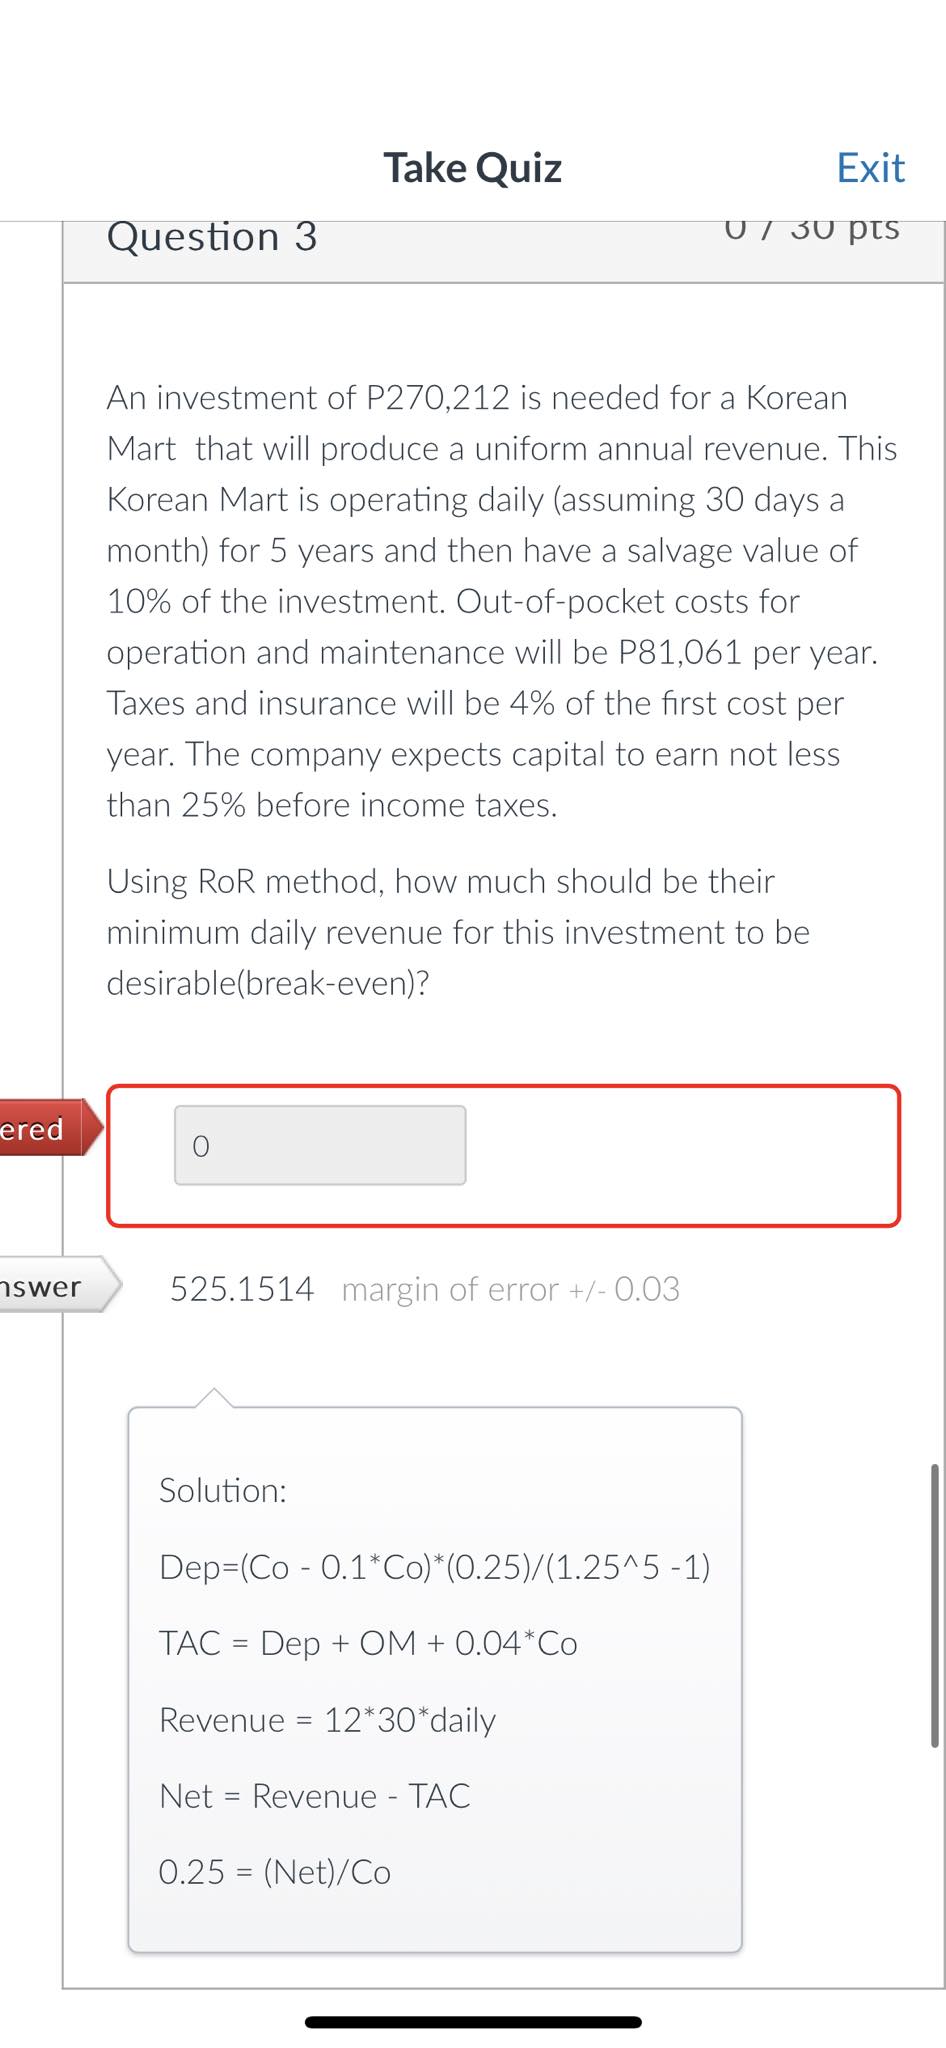 Take Quiz
Exit
Question 3
0 / 30 pts
An investment of P270,212 is needed for a Korean
Mart that will produce a uniform annual revenue. This
Korean Mart is operating daily (assuming 30 days a
month) for 5 years and then have a salvage value of
10% of the investment. Out-of-pocket costs for
operation and maintenance will be P81,061 per year.
Taxes and insurance will be 4% of the first cost per
year. The company expects capital to earn not less
than 25% before income taxes.
Using RoR method, how much should be their
minimum daily revenue for this investment to be
desirable(break-even)?
ered
0
nswer
525.1514 margin of error +/- 0.03
Solution:
Dep=(Co - 0.1*Co)*(0.25)/(1.25^5 -1)
TAC = Dep + OM + 0.04*Co
Revenue = 12*30*daily
Net = Revenue - TAC
0.25 = (Net)/Co